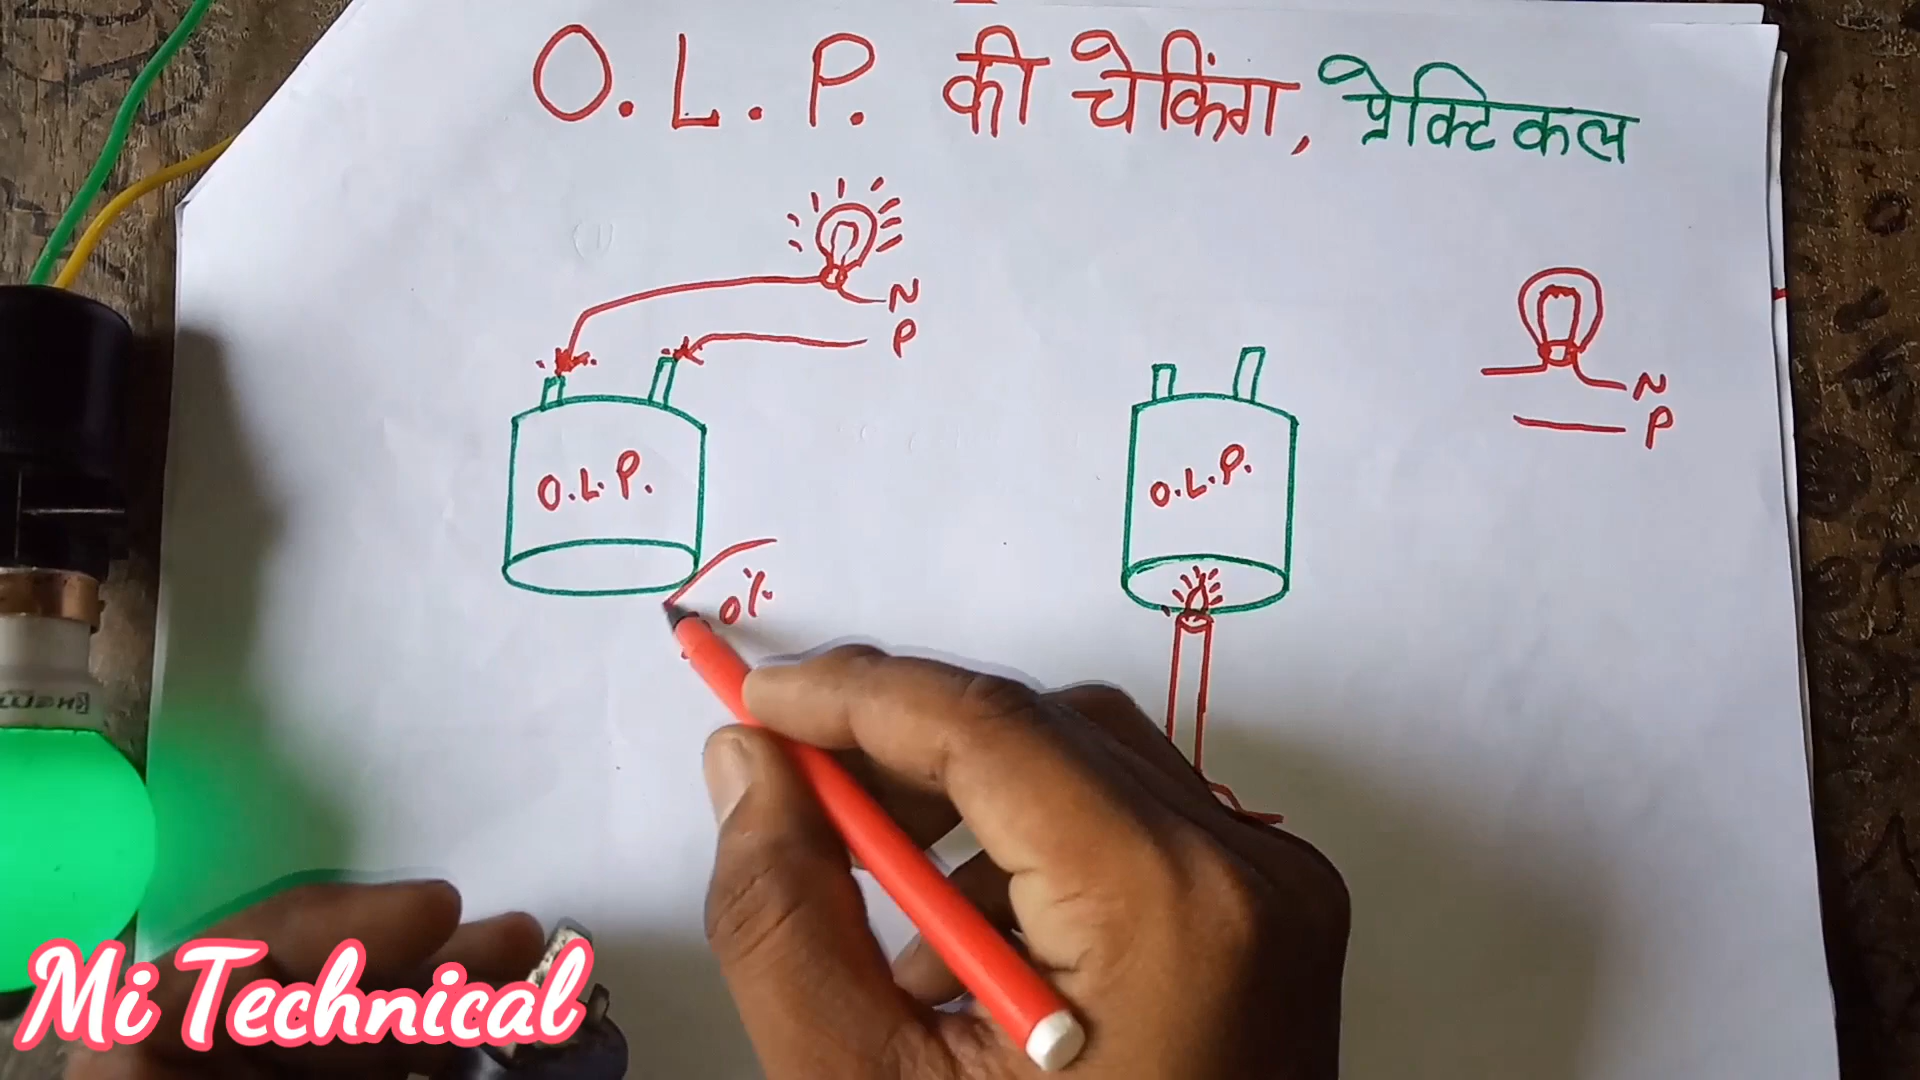 O.L.P. की चेकिंग, प्रेक्टिकल
N
P
N
P
O.L.P.
O.L.P.
0%
Mi Technical